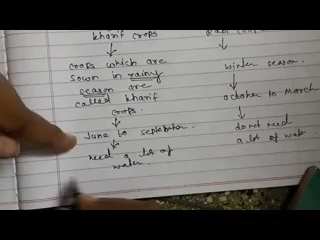 kharif crops
crops which are
sown in rainy
season are
called kharif
crops.
June to september.
need a lot of
water.
winter season.
october to March
do not need
a lot of water.